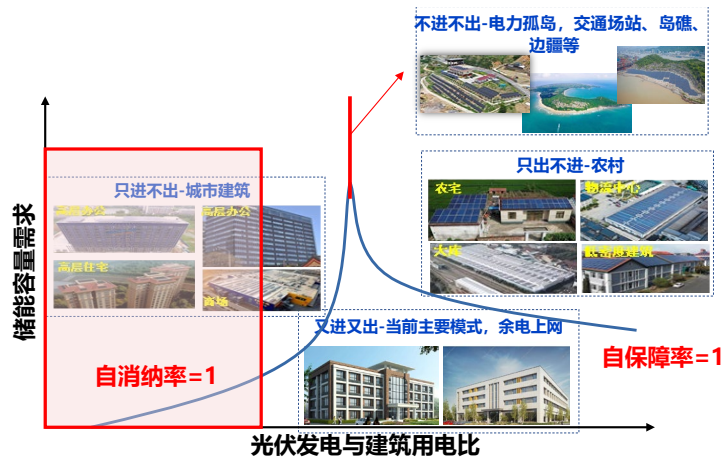 不进不出-电力孤岛，交通场站、岛礁、
边疆等
只进不出-城市建筑
高层办公
高层办公
高层住宅
商场
只出不进-农村
农宅
物流中心
大库
低密度建筑
储能容量需求
又进又出-当前主要模式，余电上网
自消纳率=1
自保障率=1
光伏发电与建筑用电比